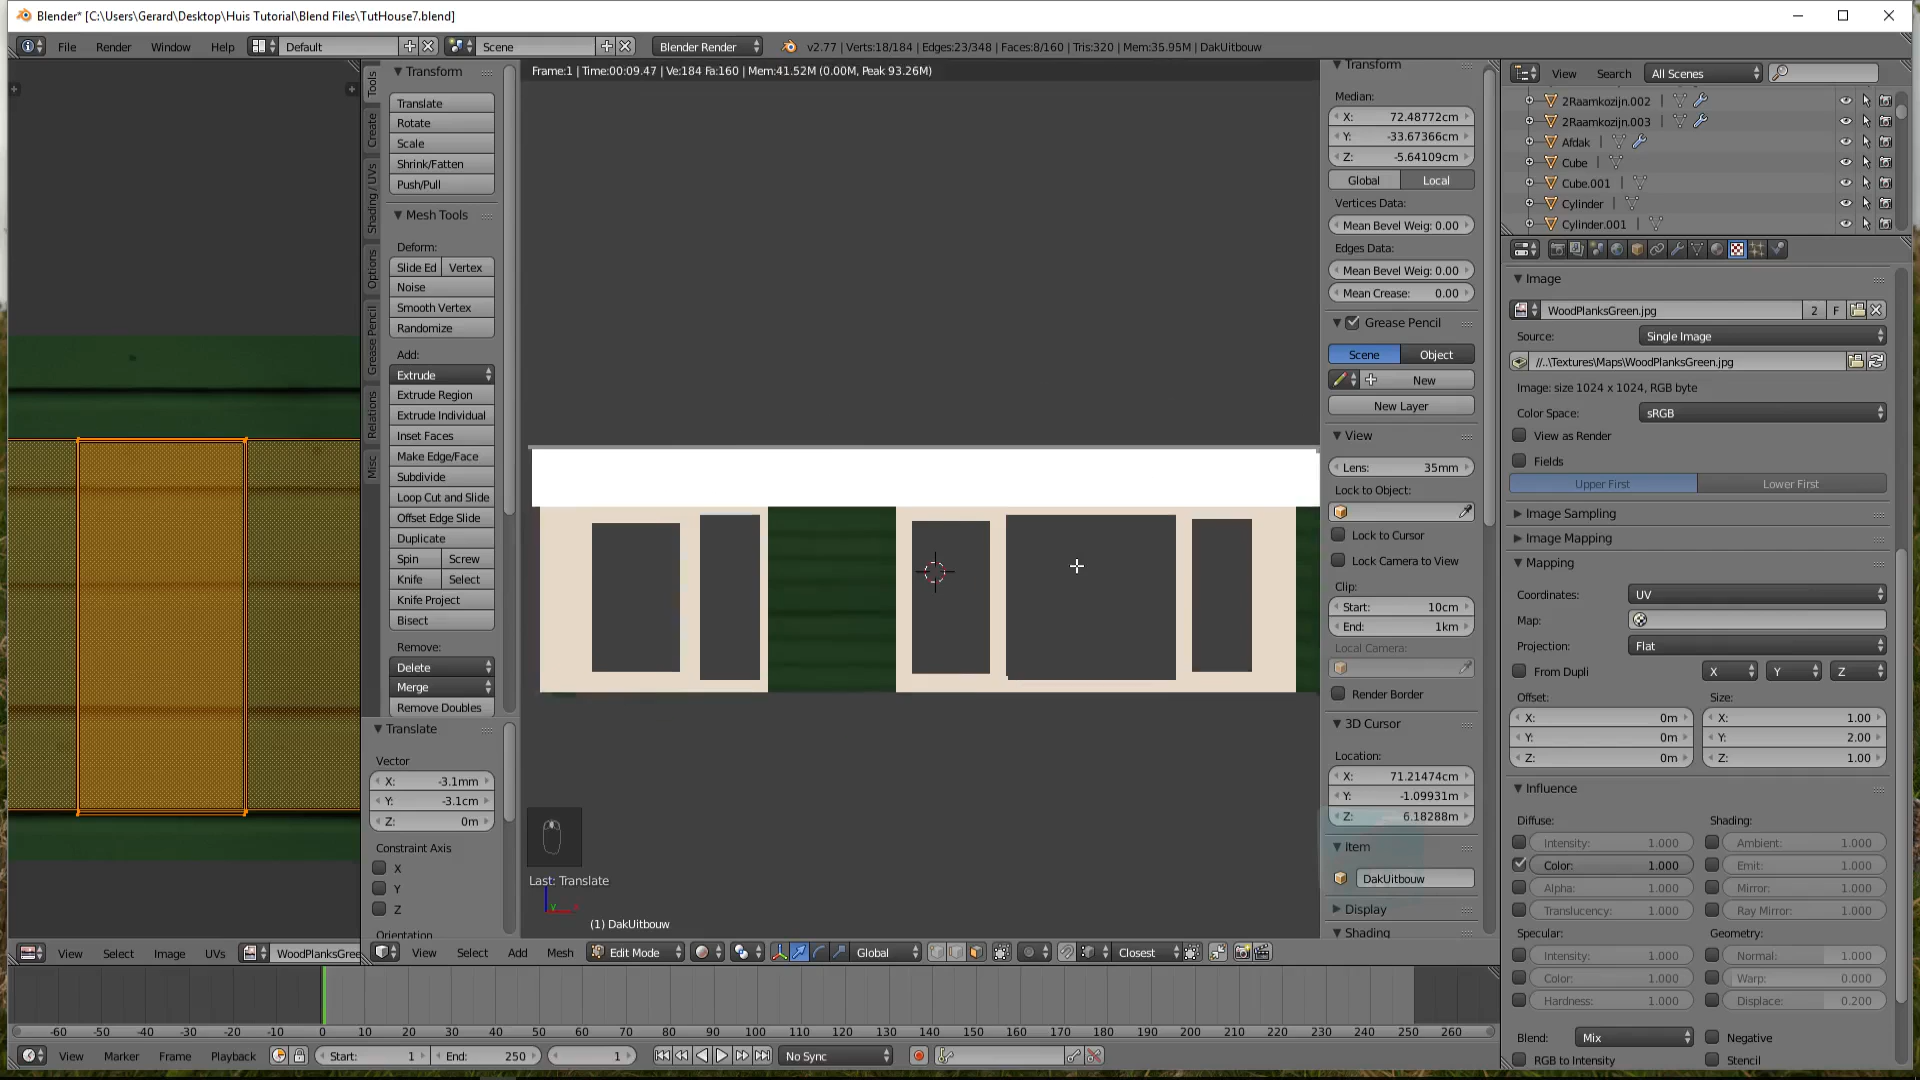 Blender* [C:\Users\Gerard\Desktop\Huis Tutorial\Blend Files\TutHouse7.blend]
File Render Window Help Default Scene Blender Render v2.77 | Verts:18/184 | Edges:23/348 | Faces:8/160 | Tris:320 | Mem:35.95M | DakUitbouw
Frame:1 | Time:00:09.47 | Ve:184 Fa:160 | Mem:41.52M (0.00M, Peak 93.26M)
Tools
Create
Shading / UVs
Options
Grease Pencil
Relations
Misc
Transform
Translate
Rotate
Scale
Shrink/Fatten
Push/Pull
Mesh Tools
Deform:
Slide Ed Vertex
Noise
Smooth Vertex
Randomize
Add:
Extrude
Extrude Region
Extrude Individual
Inset Faces
Make Edge/Face
Subdivide
Loop Cut and Slide
Offset Edge Slide
Duplicate
Spin Screw
Knife Select
Knife Project
Bisect
Remove:
Delete
Merge
Remove Doubles
Translate
Vector
X: -3.1mm
Y: -3.1cm
Z: 0m
Constraint Axis
X
Y
Z
Orientation
Last: Translate
y
(1) DakUitbouw
Transform
Median:
X: 72.48772cm
Y: -33.67366cm
Z: -5.64109cm
Global Local
Vertices Data:
Mean Bevel Weig: 0.00
Edges Data:
Mean Bevel Weig: 0.00
Mean Crease: 0.00
Grease Pencil
Scene Object
New
New Layer
View
Lens: 35mm
Lock to Object:
Lock to Cursor
Lock Camera to View
Clip:
Start: 10cm
End: 1km
Local Camera:
Render Border
3D Cursor
Location:
X: 71.21474cm
Y: -1.09931m
Z: 6.18288m
Item
DakUitbouw
Display
Shading
View Search All Scenes
2Raamkozijn.002
2Raamkozijn.003
Afdak
Cube
Cube.001
Cylinder
Cylinder.001
Image
WoodPlanksGreen.jpg 2 F
Source: Single Image
//..\Textures\Maps\WoodPlanksGreen.jpg
Image: size 1024 x 1024, RGB byte
Color Space: sRGB
View as Render
Fields
Upper First Lower First
Image Sampling
Image Mapping
Mapping
Coordinates: UV
Map:
Projection: Flat
From Dupli X Y Z
Offset: Size:
X: 0m X: 1.00
Y: 0m Y: 2.00
Z: 0m Z: 1.00
Influence
Diffuse: Shading:
Intensity: 1.000 Ambient: 1.000
Color: 1.000 Emit: 1.000
Alpha: 1.000 Mirror: 1.000
Translucency: 1.000 Ray Mirror: 1.000
Specular: Geometry:
Intensity: 1.000 Normal: 1.000
Color: 1.000 Warp: 0.000
Hardness: 1.000 Displace: 0.200
Blend: Mix Negative
RGB to Intensity Stencil
View Select Image UVs WoodPlanksGree
View Select Add Mesh Edit Mode Global Closest
-60 -50 -40 -30 -20 -10 0 10 20 30 40 50 60 70 80 90 100 110 120 130 140 150 160 170 180 190 200 210 220 230 240 250 260
View Marker Frame Playback Start: 1 End: 250 1 No Sync